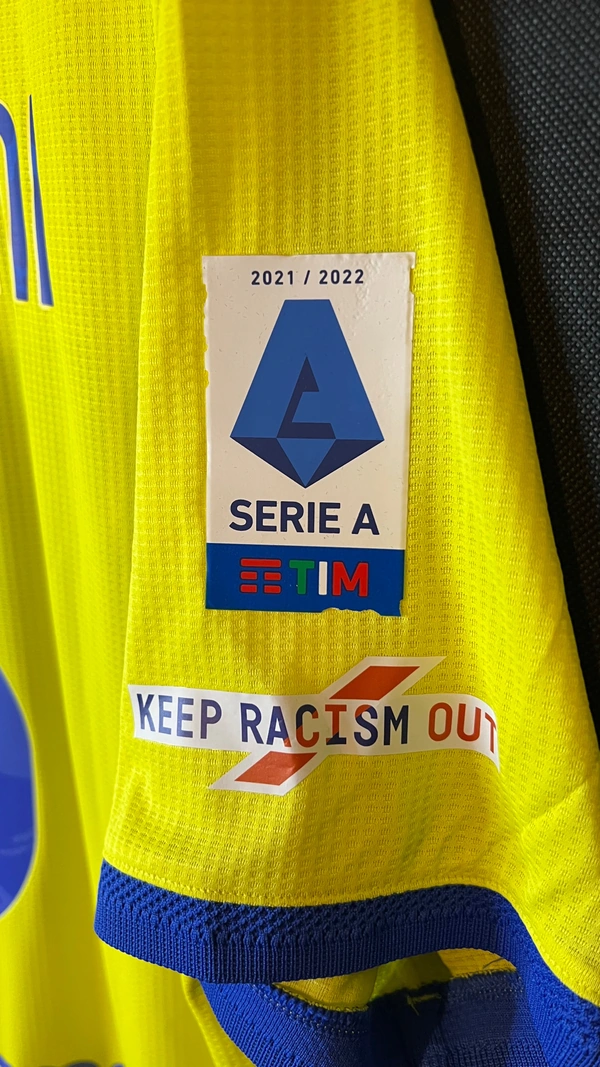 2021 / 2022
SERIE A
TIM
KEEP RACISM OUT